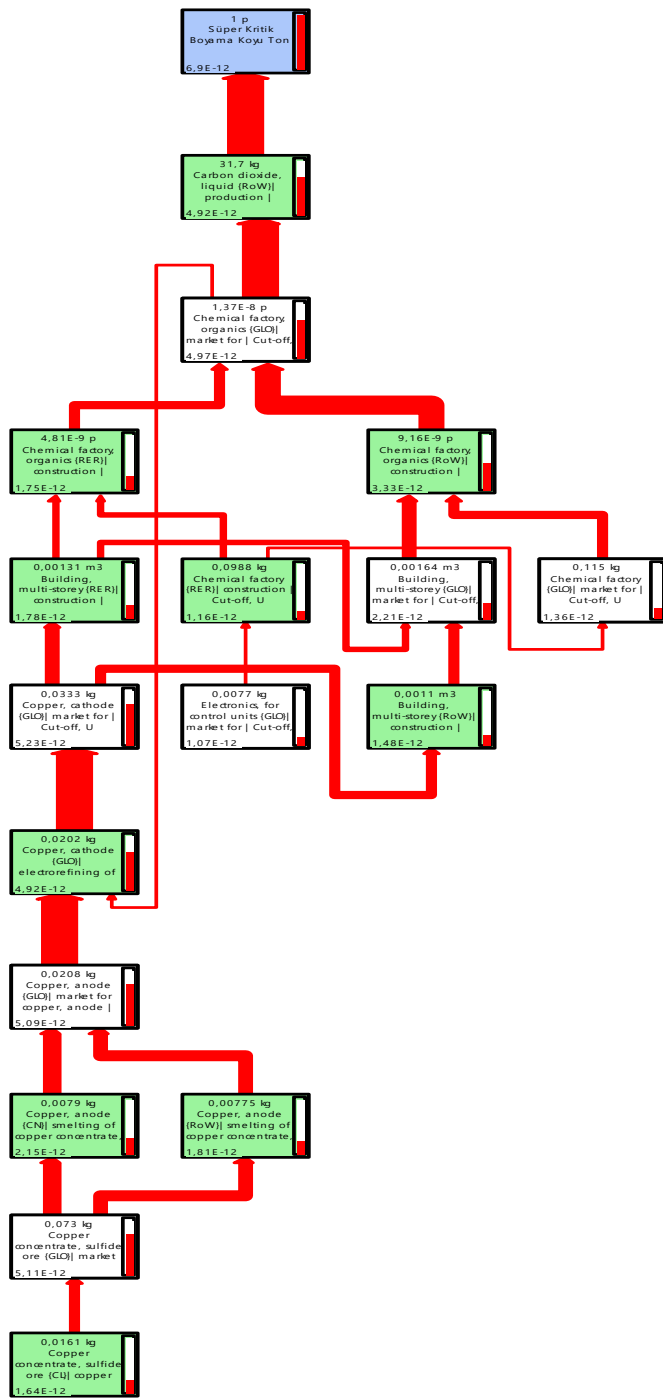 1 p
Süper Kritik
Boyama Koyu Ton
6,9E-12
31,7 kg
Carbon dioxide,
liquid {RoW}|
production |
4,92E-12
1,37E-8 p
Chemical factory,
organics {GLO}|
market for | Cut-off,
4,97E-12
4,81E-9 p
Chemical factory,
organics {RER}|
construction |
1,75E-12
9,16E-9 p
Chemical factory,
organics {RoW}|
construction |
3,33E-12
0,00131 m3
Building,
multi-storey {RER}|
construction |
1,78E-12
0,0988 kg
Chemical factory
{RER}| construction |
Cut-off, U
1,16E-12
0,00164 m3
Building,
multi-storey {GLO}|
market for | Cut-off,
2,21E-12
0,115 kg
Chemical factory
{GLO}| market for |
Cut-off, U
1,36E-12
0,0333 kg
Copper, cathode
{GLO}| market for |
Cut-off, U
5,23E-12
0,0077 kg
Electronics, for
control units {GLO}|
market for | Cut-off,
1,07E-12
0,0011 m3
Building,
multi-storey {RoW}|
construction |
1,48E-12
0,0202 kg
Copper, cathode
{GLO}|
electrorefining of
4,92E-12
0,0208 kg
Copper, anode
{GLO}| market for
copper, anode |
5,09E-12
0,0079 kg
Copper, anode
{CN}| smelting of
copper concentrate,
2,15E-12
0,00775 kg
Copper, anode
{RoW}| smelting of
copper concentrate,
1,81E-12
0,073 kg
Copper
concentrate, sulfide
ore {GLO}| market
5,11E-12
0,0161 kg
Copper
concentrate, sulfide
ore {CL}| copper
1,64E-12